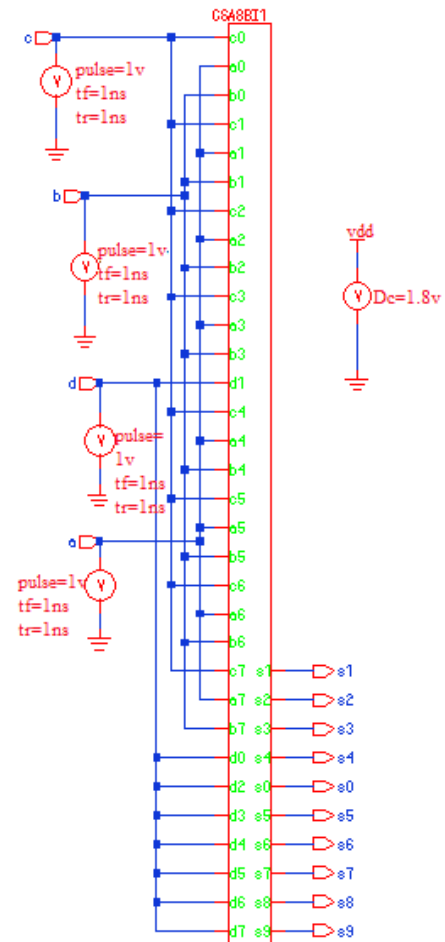 CSA8BI1
c
c0
pulse=1v
tf=1ns
tr=1ns
a0
b0
c1
a1
b1
b
c2
a2
pulse=1v
tf=1ns
tr=1ns
b2
c3
a3
b3
vdd
Dc=1.8v
d
d1
c4
pulse=
1v
tf=1ns
tr=1ns
a4
b4
c5
a5
a
b5
pulse=1v
tf=1ns
tr=1ns
c6
a6
b6
c7 s1 s1
a7 s2 s2
b7 s3 s3
d0 s4 s4
d2 s0 s0
d3 s5 s5
d4 s6 s6
d5 s7 s7
d6 s8 s8
d7 s9 s9